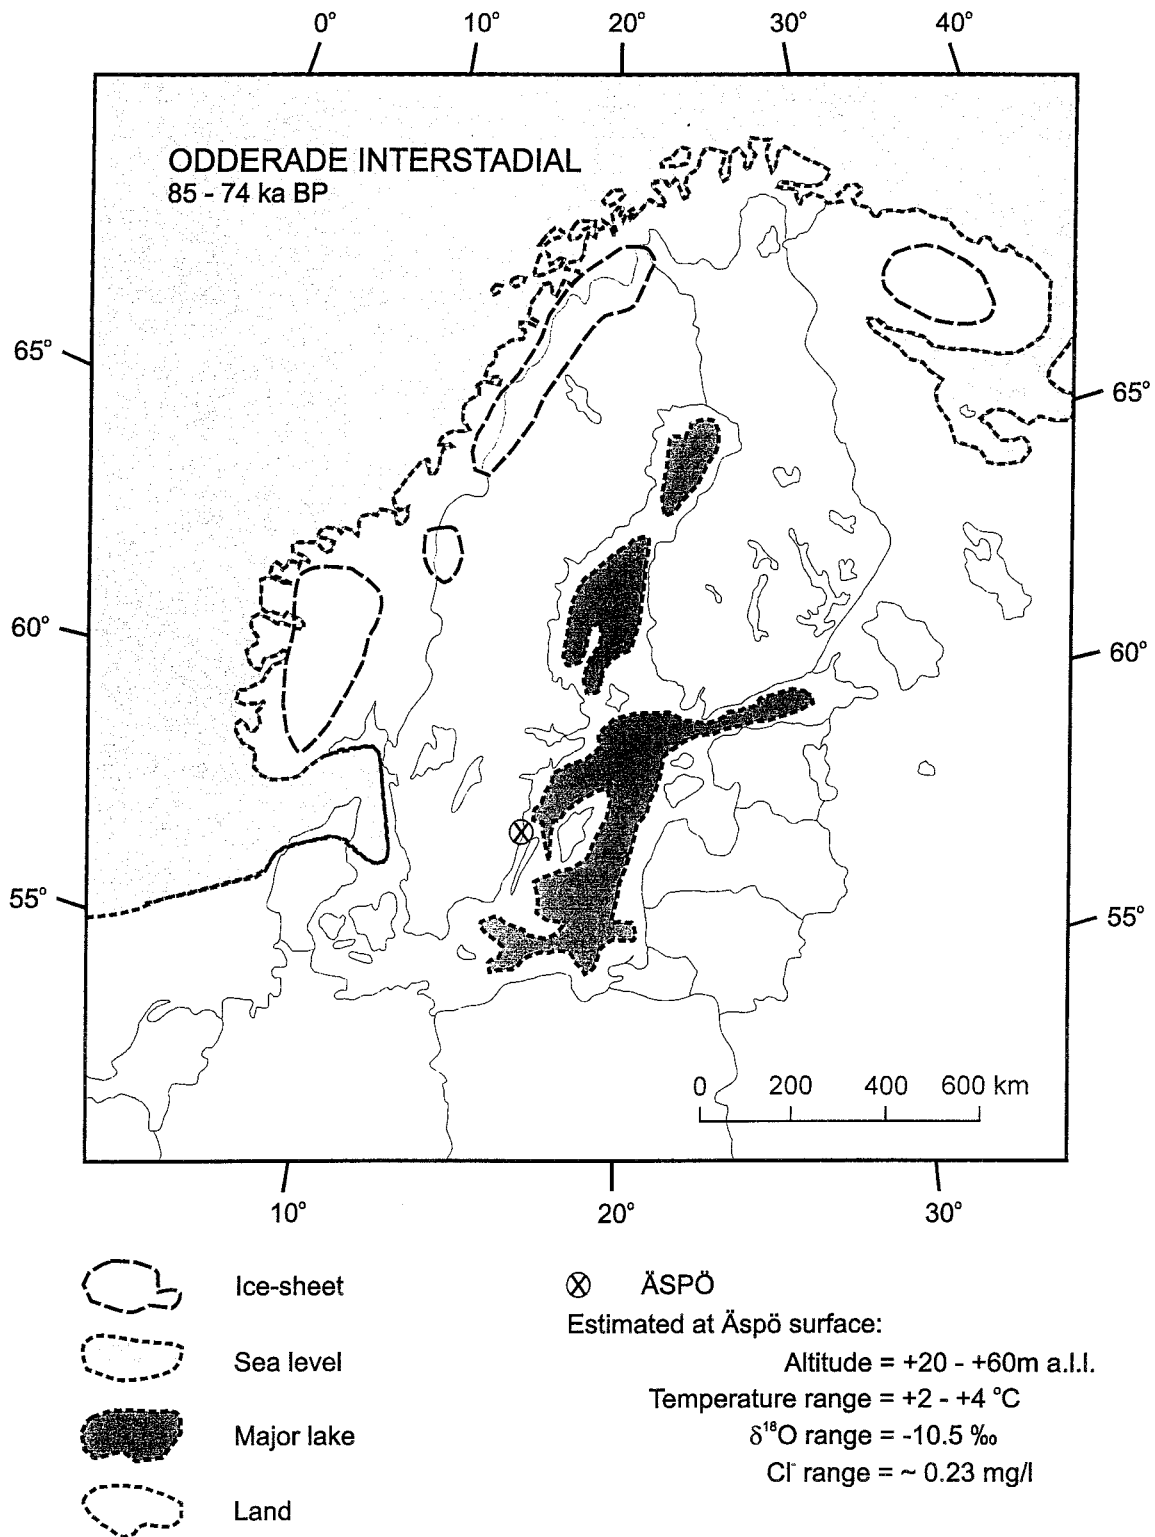 0° 10° 20° 30° 40°
ODDERADE INTERSTADIAL
85 - 74 ka BP
65° 65°
60° 60°
55° 55°
0 200 400 600 km
10° 20° 30°
Ice-sheet
Sea level
Major lake
Land
ÄSPÖ
Estimated at Äspö surface:
Altitude = +20 - +60m a.l.l.
Temperature range = +2 - +4 °C
δ¹⁸O range = -10.5 ‰
Cl⁻ range = ~ 0.23 mg/l